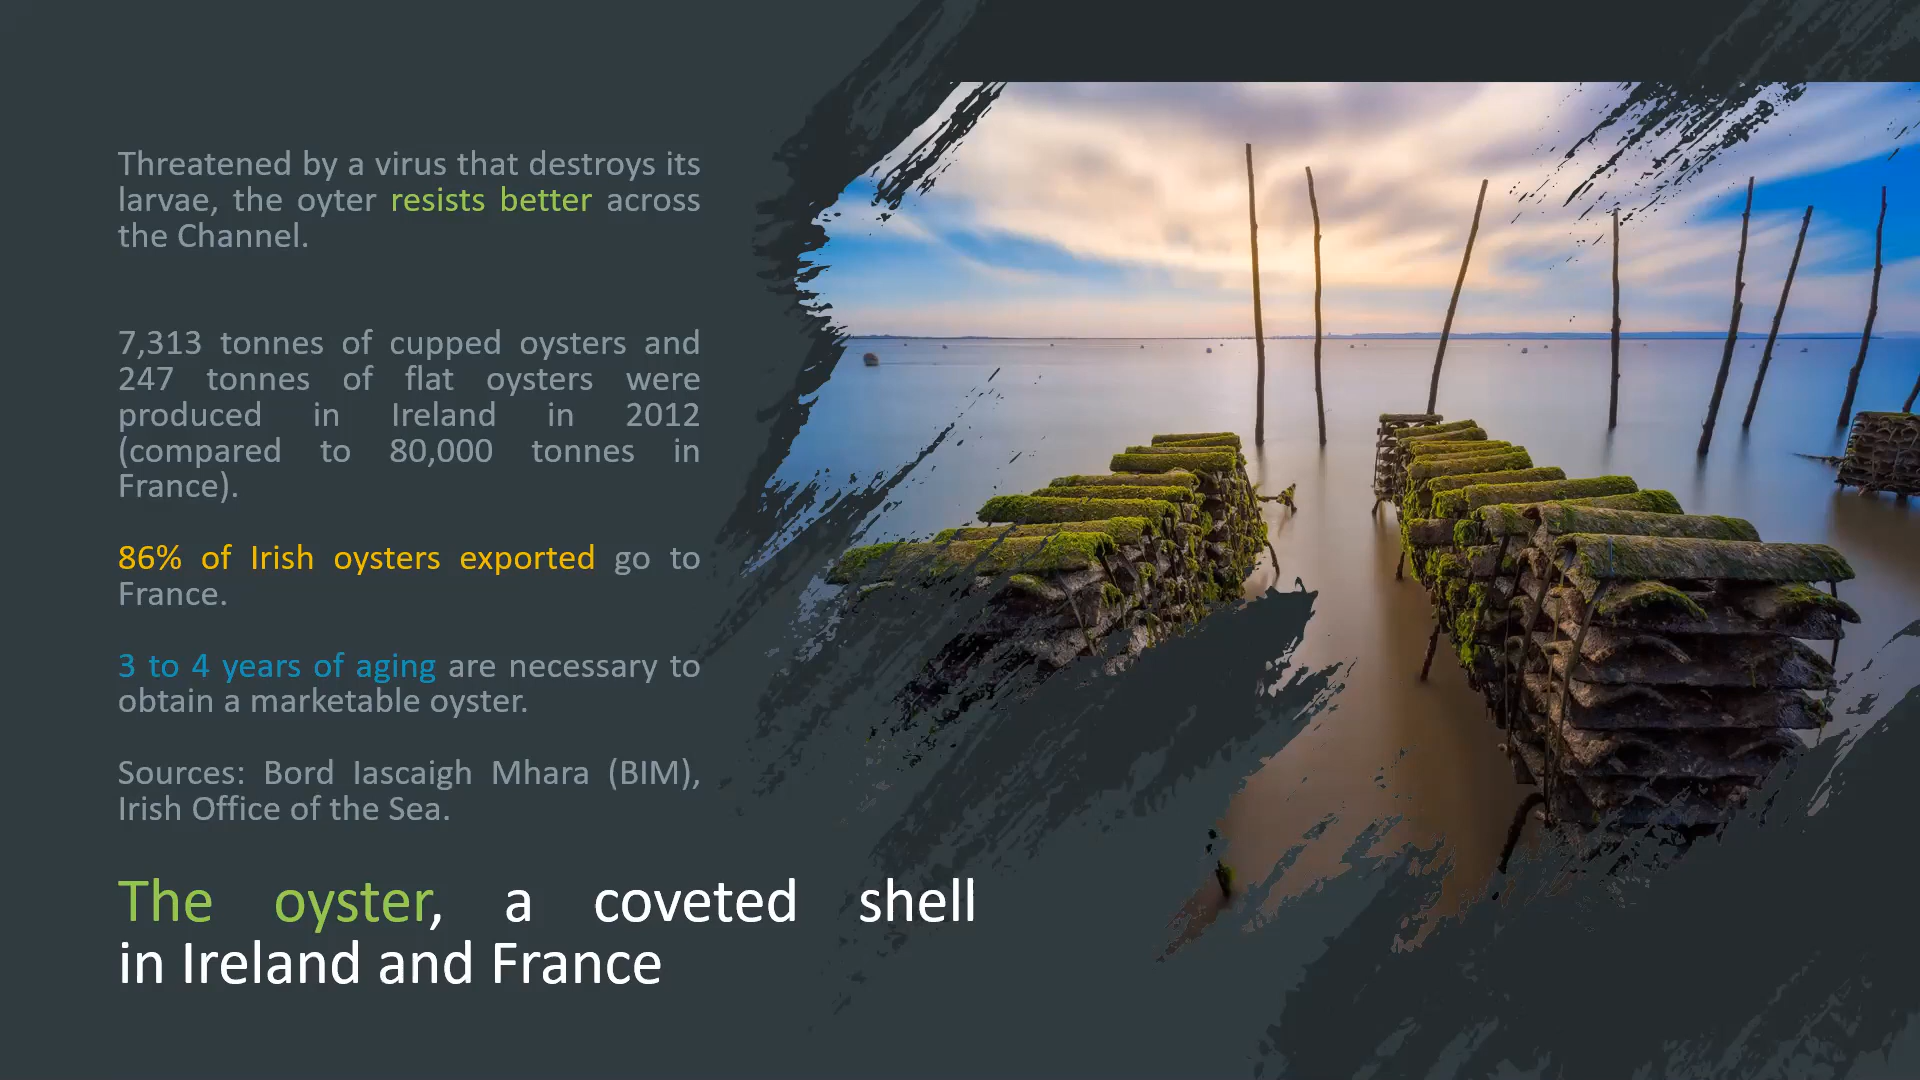 Threatened by a virus that destroys its
larvae, the oyter resists better across
the Channel.
7,313 tonnes of cupped oysters and
247 tonnes of flat oysters were
produced in Ireland in 2012
(compared to 80,000 tonnes in
France).
86% of Irish oysters exported go to
France.
3 to 4 years of aging are necessary to
obtain a marketable oyster.
Sources: Bord Iascaigh Mhara (BIM),
Irish Office of the Sea.
The oyster, a coveted shell
in Ireland and France